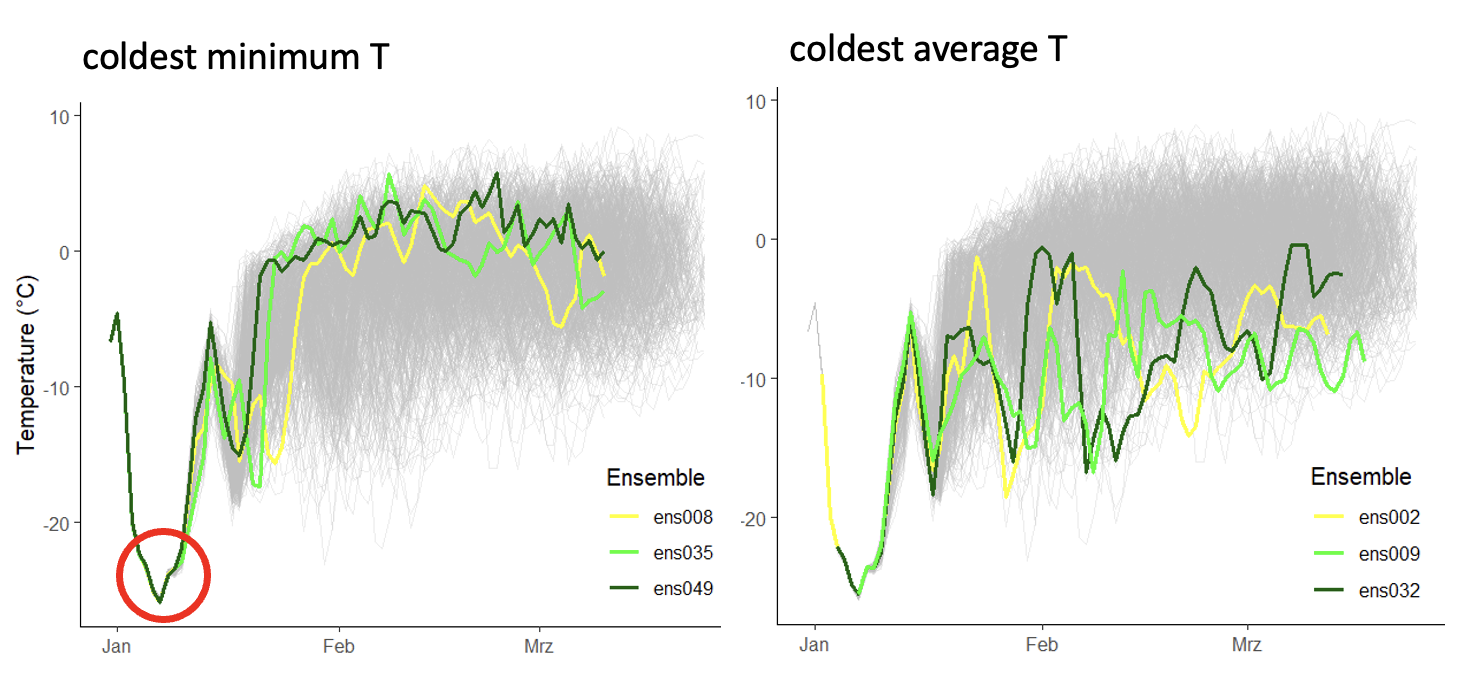 coldest minimum T
10
0
-10
-20
Temperature (°C)
Jan
Feb
Mrz
Ensemble
ens008
ens035
ens049
coldest average T
10
0
-10
-20
Jan
Feb
Mrz
Ensemble
ens002
ens009
ens032